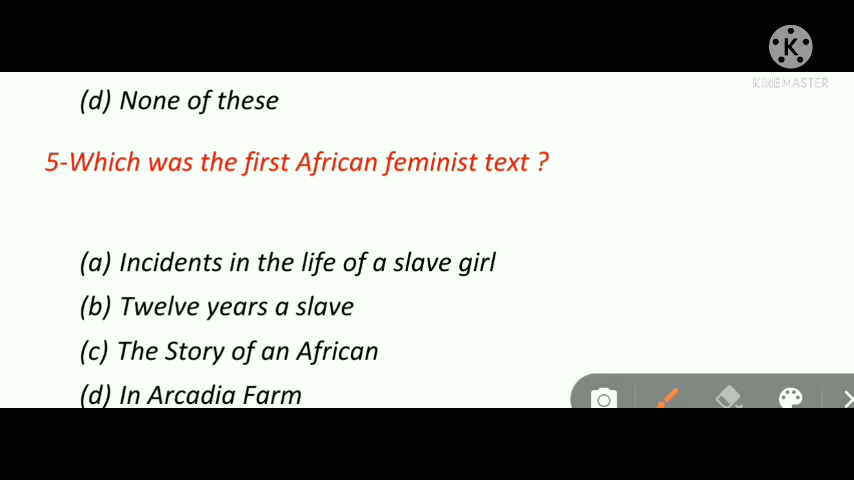 K
KINEMASTER
(d) None of these
5-Which was the first African feminist text ?
(a) Incidents in the life of a slave girl
(b) Twelve years a slave
(c) The Story of an African
(d) In Arcadia Farm